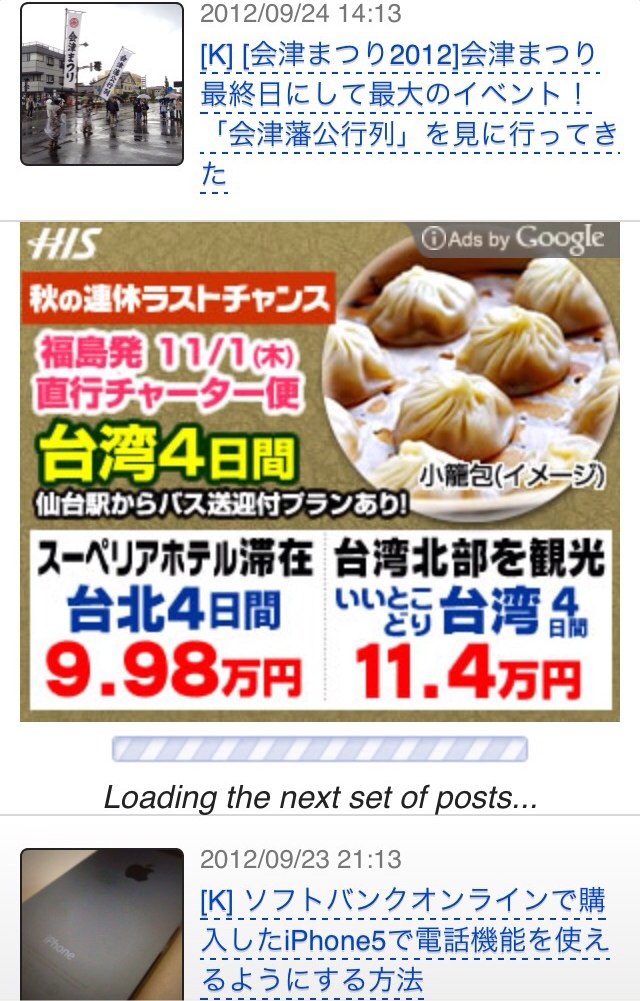 2012/09/24 14:13
会津まつり
会津藩公行列
[K] [会津まつり2012]会津まつり
最終日にして最大のイベント！
「会津藩公行列」を見に行ってき
た
HIS
Ads by Google
秋の連休ラストチャンス
福島発 11/1(木)
直行チャーター便
台湾4日間
小籠包(イメージ)
仙台駅からバス送迎付プランあり!
スーペリアホテル滞在
台北4日間
9.98万円
台湾北部を観光
いいとこ
どり 台湾 4日間
11.4万円
Loading the next set of posts...
2012/09/23 21:13
iPhone
[K] ソフトバンクオンラインで購
入したiPhone5で電話機能を使え
るようにする方法